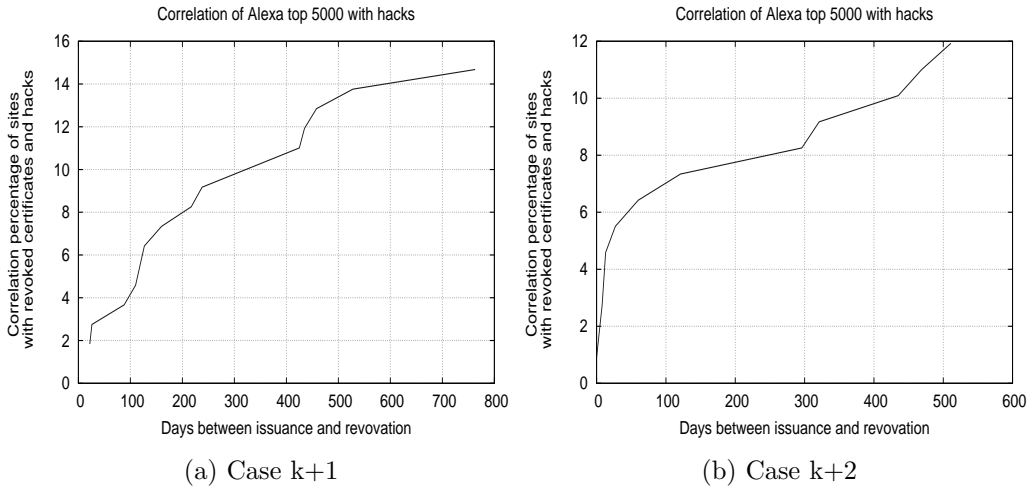 Correlation of Alexa top 5000 with hacks
16
14
12
10
8
6
4
2
0
Correlation percentage of sites
with revoked certificates and hacks
0 100 200 300 400 500 600 700 800
Days between issuance and revovation
(a) Case k+1
Correlation of Alexa top 5000 with hacks
12
10
8
6
4
2
0
Correlation percentage of sites
with revoked certificates and hacks
0 100 200 300 400 500 600
Days between issuance and revovation
(b) Case k+2